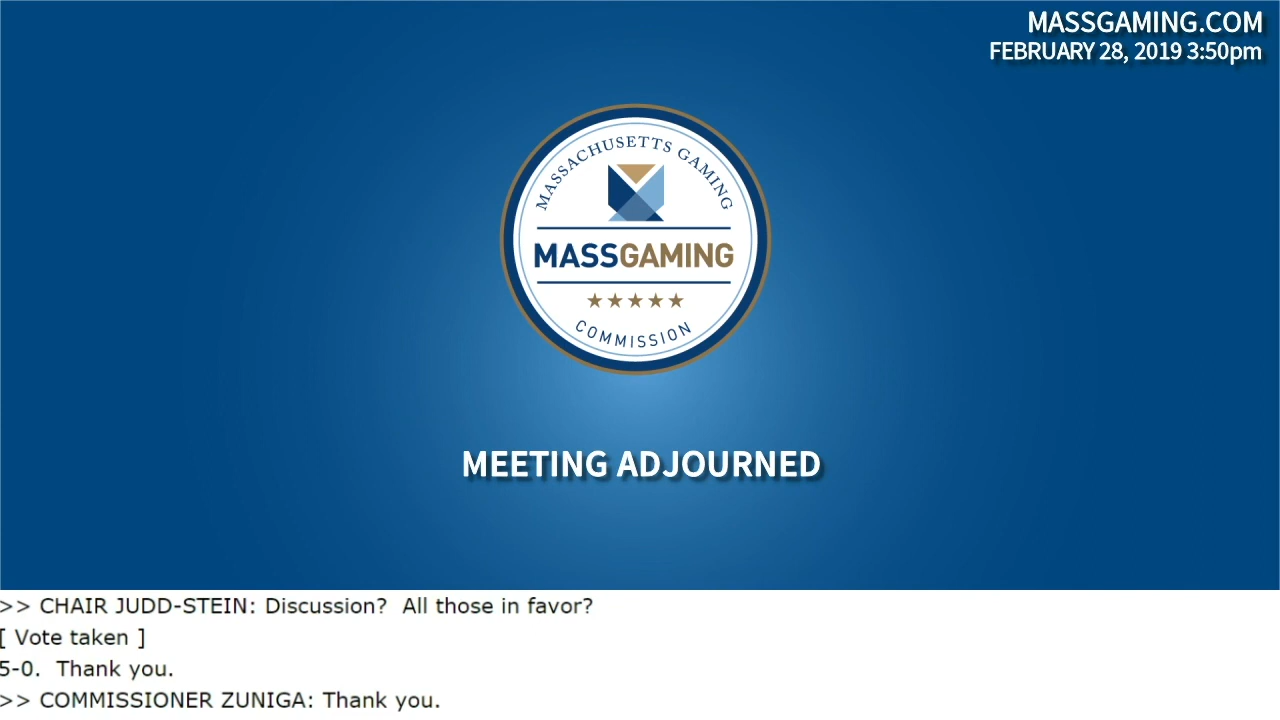 MASSGAMING.COM
FEBRUARY 28, 2019 3:50pm
MASSACHUSETTS GAMING
MASSGAMING
COMMISSION
MEETING ADJOURNED
>> CHAIR JUDD-STEIN: Discussion?  All those in favor?
[ Vote taken ]
5-0.  Thank you.
>> COMMISSIONER ZUNIGA: Thank you.